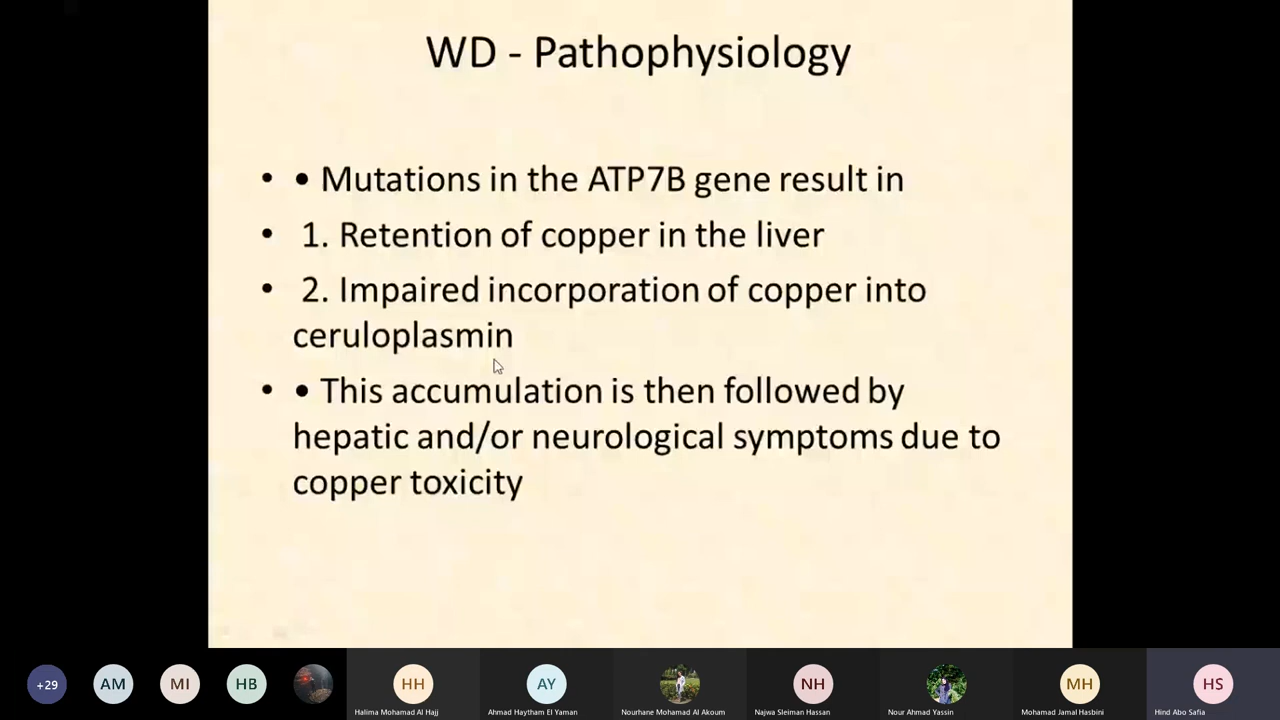 WD - Pathophysiology
• • Mutations in the ATP7B gene result in
• 1. Retention of copper in the liver
• 2. Impaired incorporation of copper into
ceruloplasmin
• • This accumulation is then followed by
hepatic and/or neurological symptoms due to
copper toxicity
+29 AM MI HB HH AY NH MH HS
Halima Mohamad Al Hajj Ahmad Haytham El Yaman Nourhane Mohamad Al Akoum Najwa Sleiman Hassan Nour Ahmad Yassin Mohamad Jamal Hasbini Hind Abo Safia